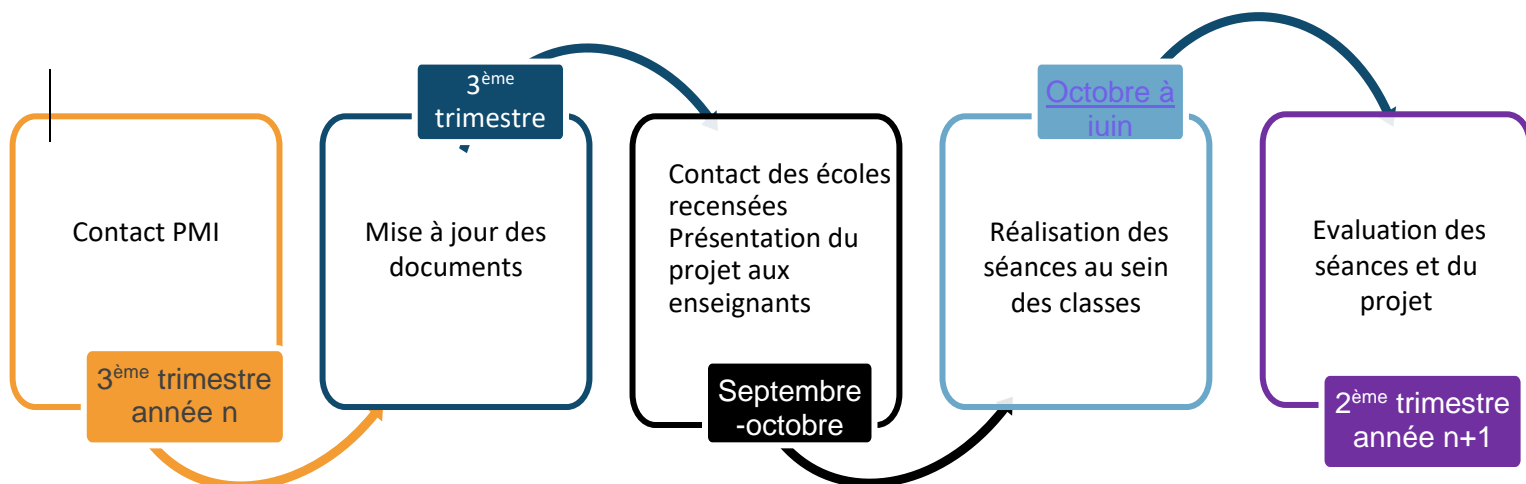 Contact PMI
3ème trimestre
année n
3ème
trimestre
Mise à jour des
documents
Contact des écoles
recensées
Présentation du
projet aux
enseignants
Septembre
-octobre
Octobre à
juin
Réalisation des
séances au sein
des classes
Evaluation des
séances et du
projet
2ème trimestre
année n+1